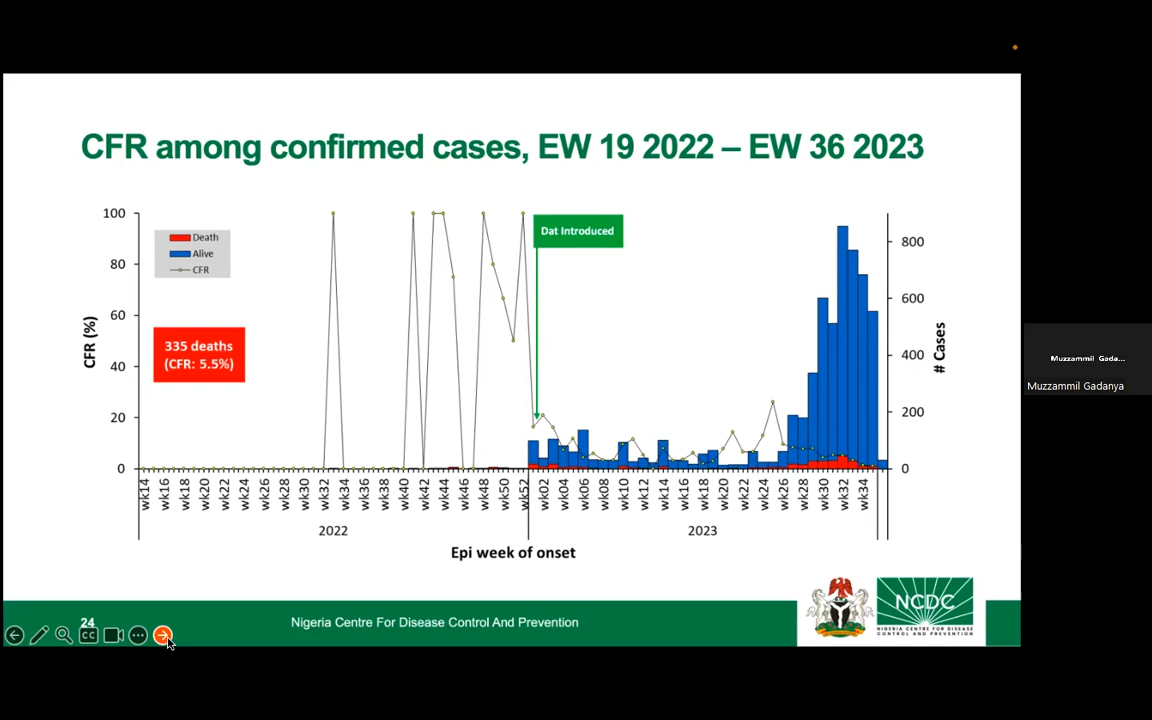 CFR among confirmed cases, EW 19 2022 – EW 36 2023
100
80
60
40
20
0
CFR (%)
Death
Alive
CFR
335 deaths
(CFR: 5.5%)
Dat Introduced
800
600
400
200
0
# Cases
wk14
wk16
wk18
wk20
wk22
wk24
wk26
wk28
wk30
wk32
wk34
wk36
wk38
wk40
wk42
wk44
wk46
wk48
wk50
wk52
wk02
wk04
wk06
wk08
wk10
wk12
wk14
wk16
wk18
wk20
wk22
wk24
wk26
wk28
wk30
wk32
wk34
2022
2023
Epi week of onset
24
CC
Nigeria Centre For Disease Control And Prevention
NCDC
NIGERIA CENTRE FOR DISEASE
CONTROL AND PREVENTION
Muzzammil Gada...
Muzzammil Gadanya